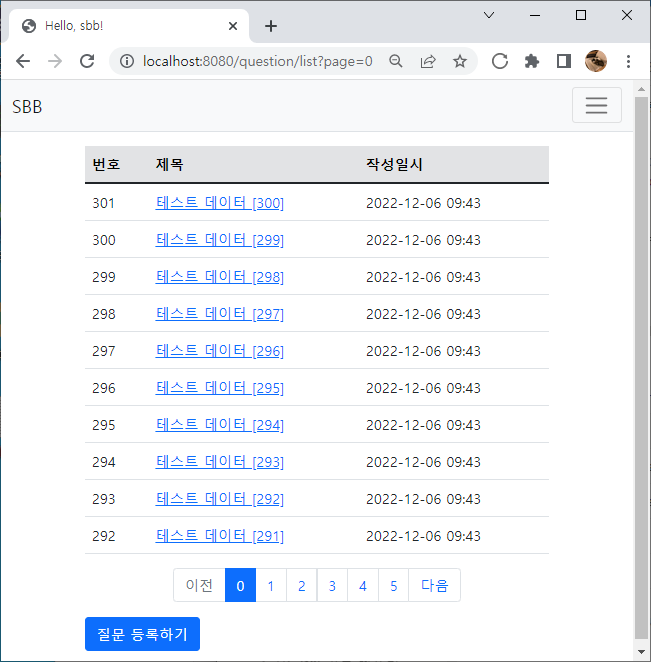 Hello, sbb!
localhost:8080/question/list?page=0
SBB
번호 제목 작성일시
301 테스트 데이터 [300] 2022-12-06 09:43
300 테스트 데이터 [299] 2022-12-06 09:43
299 테스트 데이터 [298] 2022-12-06 09:43
298 테스트 데이터 [297] 2022-12-06 09:43
297 테스트 데이터 [296] 2022-12-06 09:43
296 테스트 데이터 [295] 2022-12-06 09:43
295 테스트 데이터 [294] 2022-12-06 09:43
294 테스트 데이터 [293] 2022-12-06 09:43
293 테스트 데이터 [292] 2022-12-06 09:43
292 테스트 데이터 [291] 2022-12-06 09:43
이전 0 1 2 3 4 5 다음
질문 등록하기